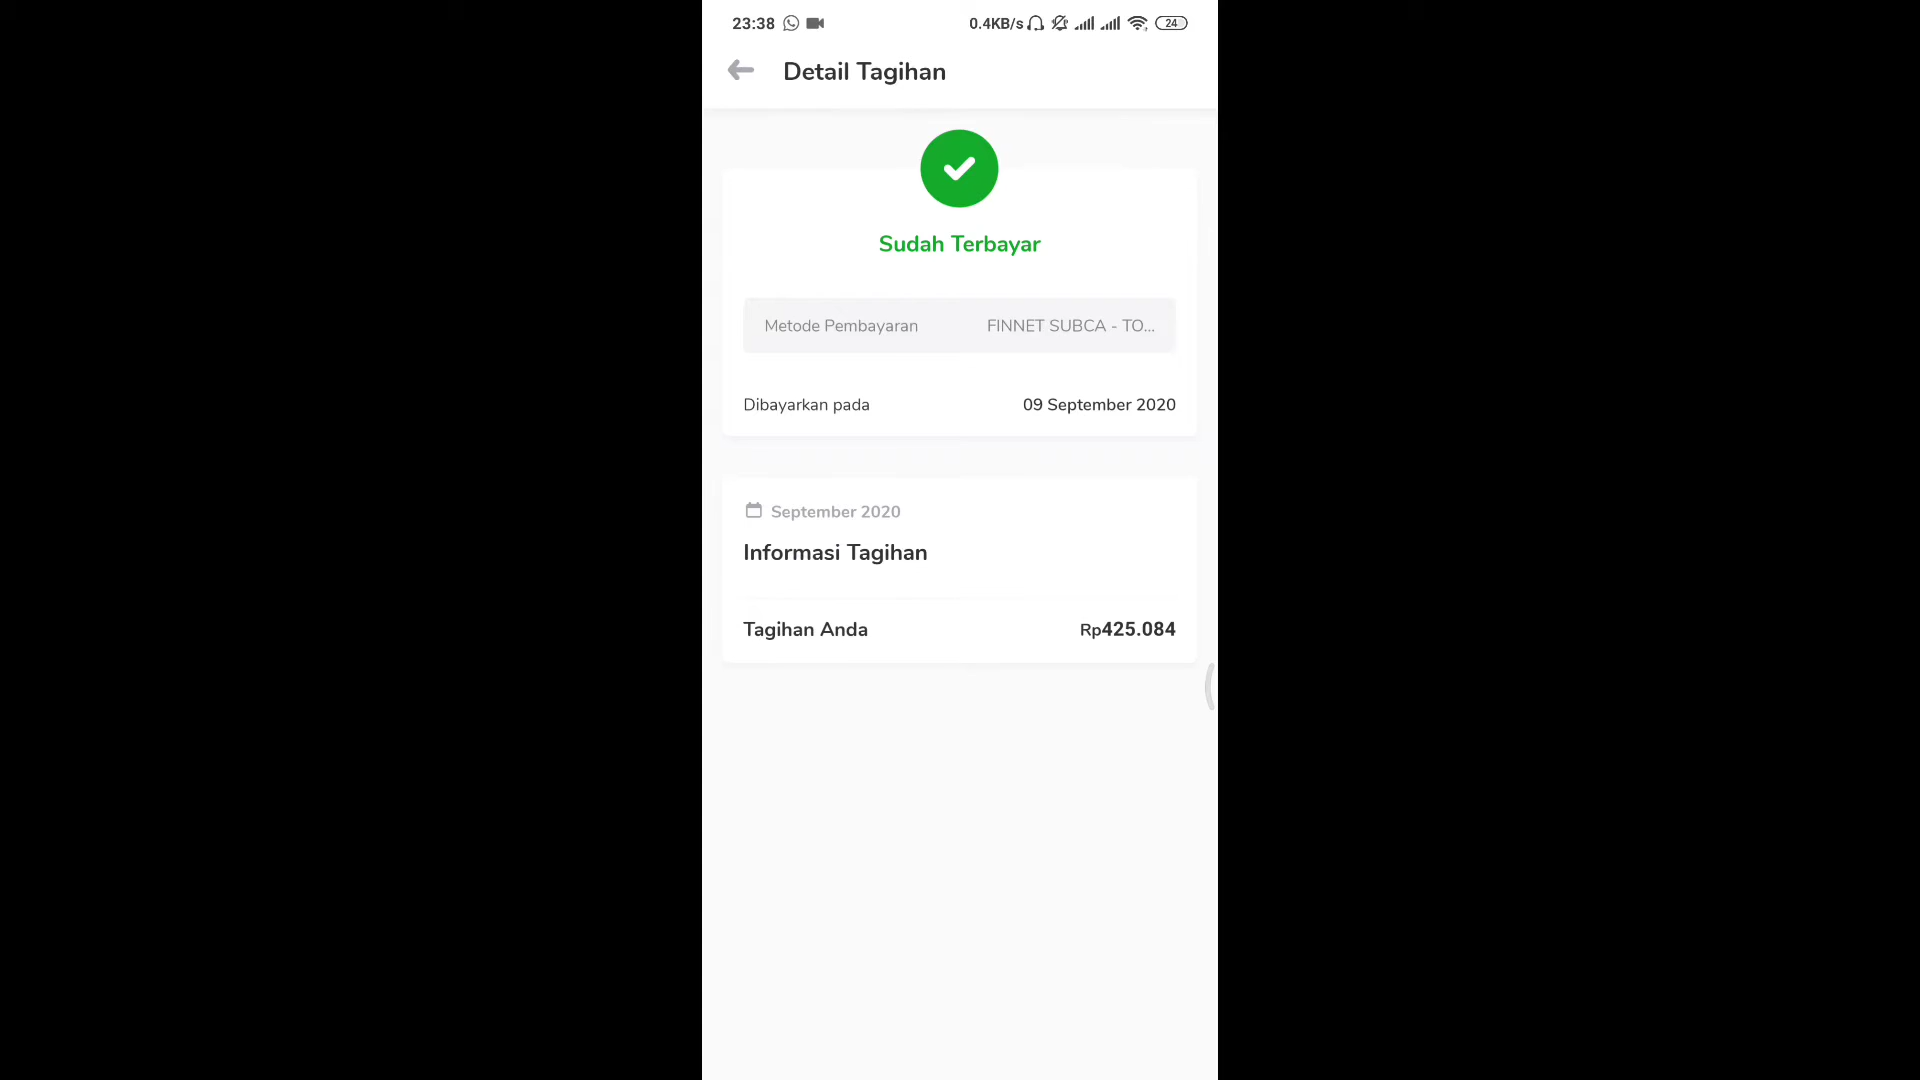 23:38 0.4KB/s 24
Detail Tagihan
Sudah Terbayar
Metode Pembayaran FINNET SUBCA - TO...
Dibayarkan pada 09 September 2020
September 2020
Informasi Tagihan
Tagihan Anda Rp425.084